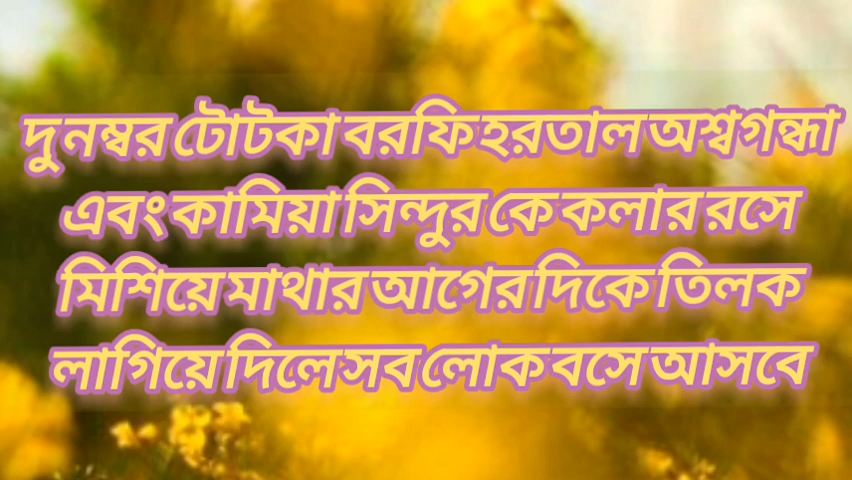 দু নম্বর টোটকা বরফি হরতাল অশ্বগন্ধা
এবং কামিয়া সিন্দুর কে কলার রসে
মিশিয়ে মাথার আগের দিকে তিলক
লাগিয়ে দিলে সব লোক বসে আসবে